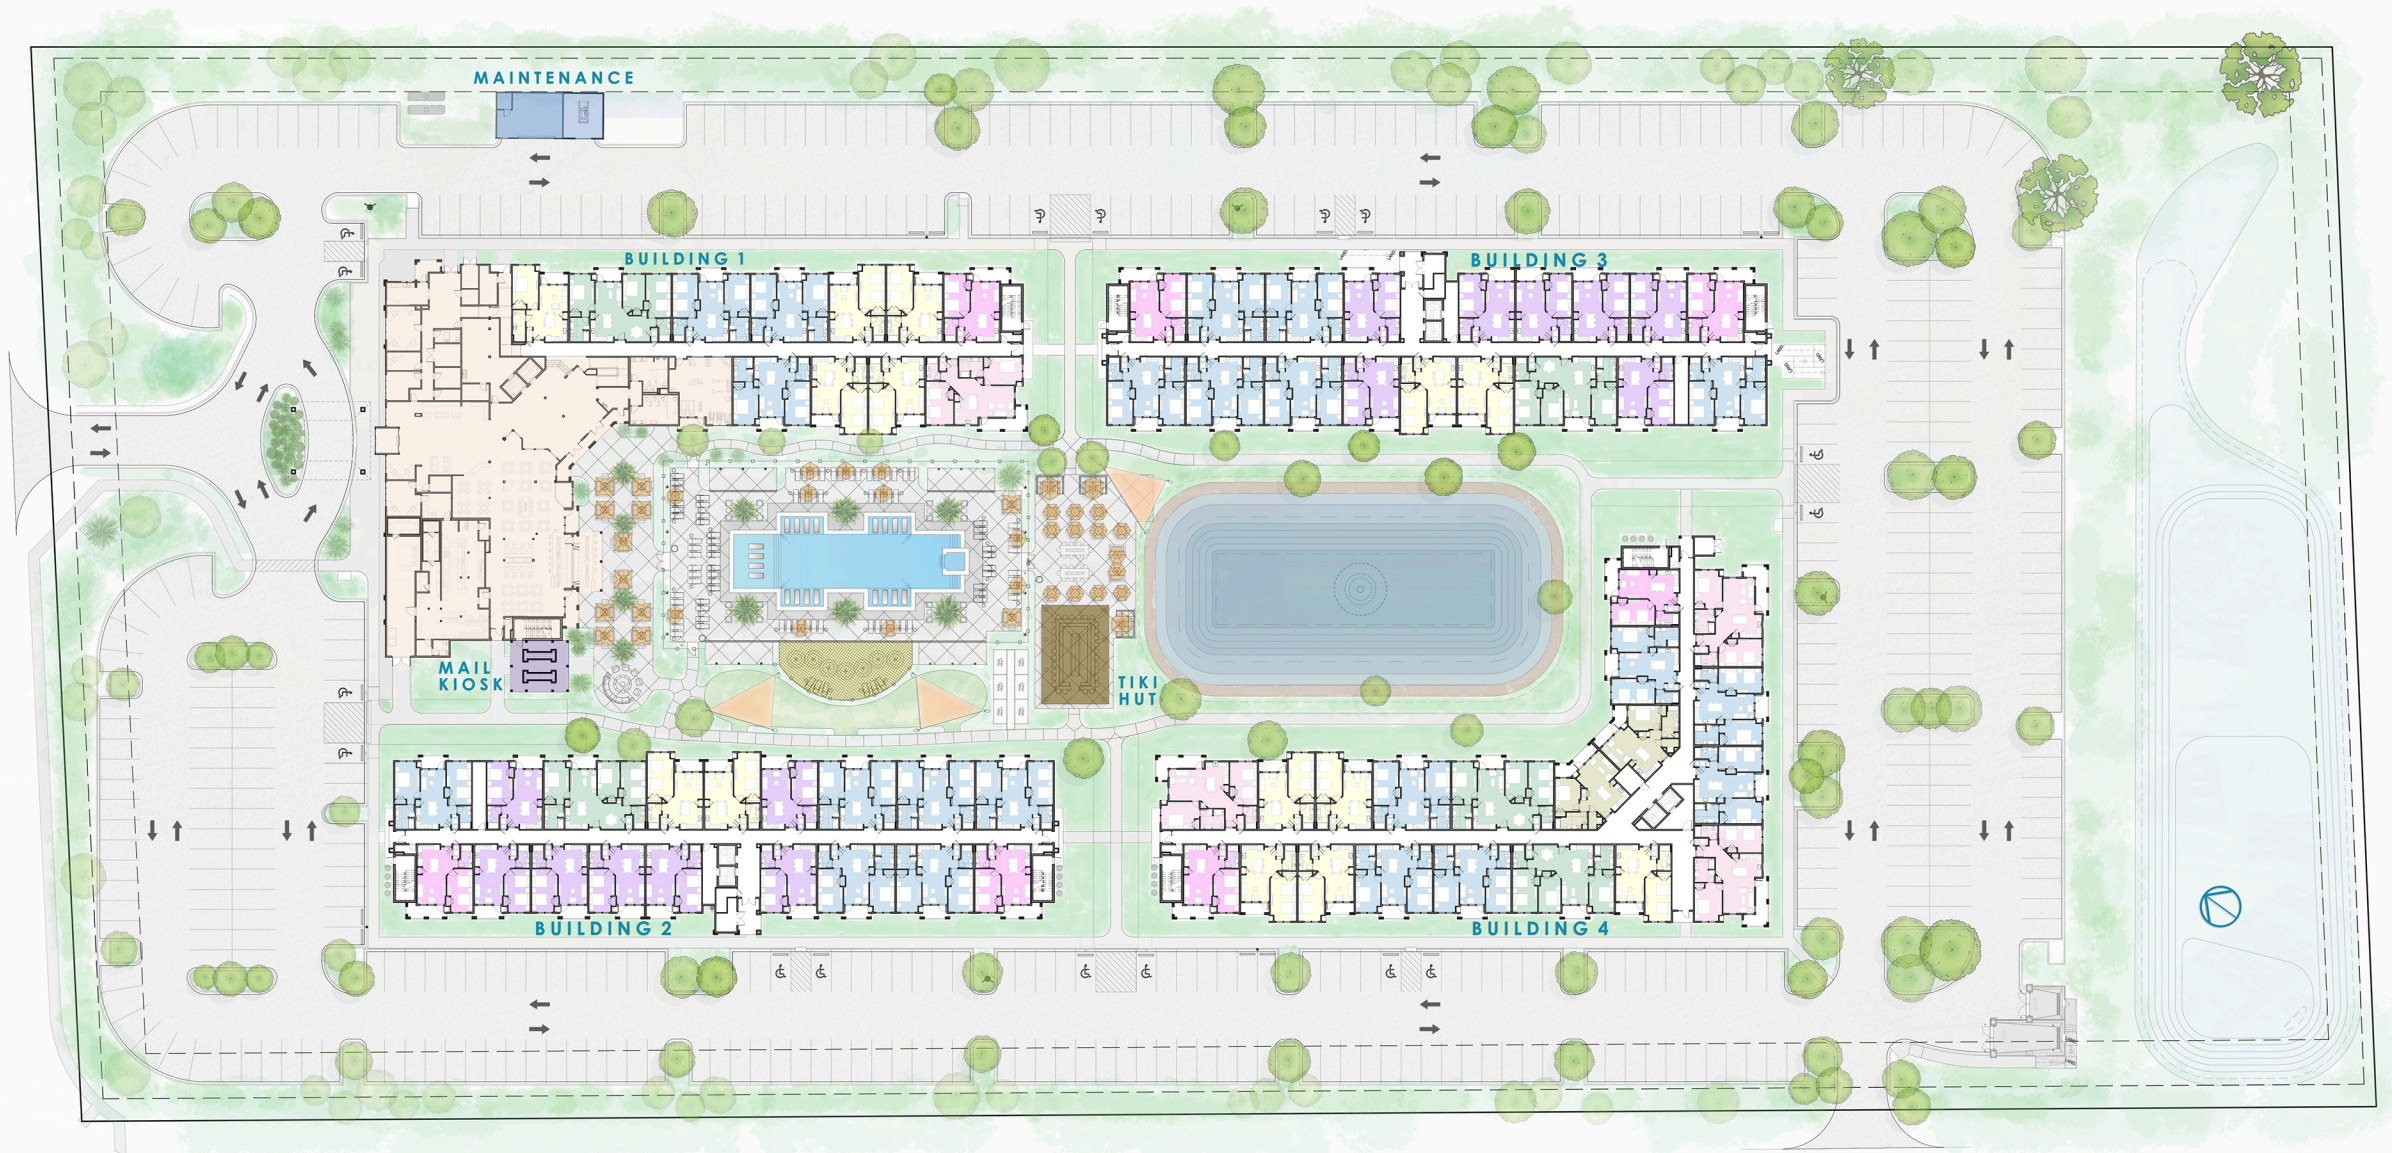 MAINTENANCE
BUILDING 1
BUILDING 3
MAIL
KIOSK
TIKI
HUT
BUILDING 2
BUILDING 4